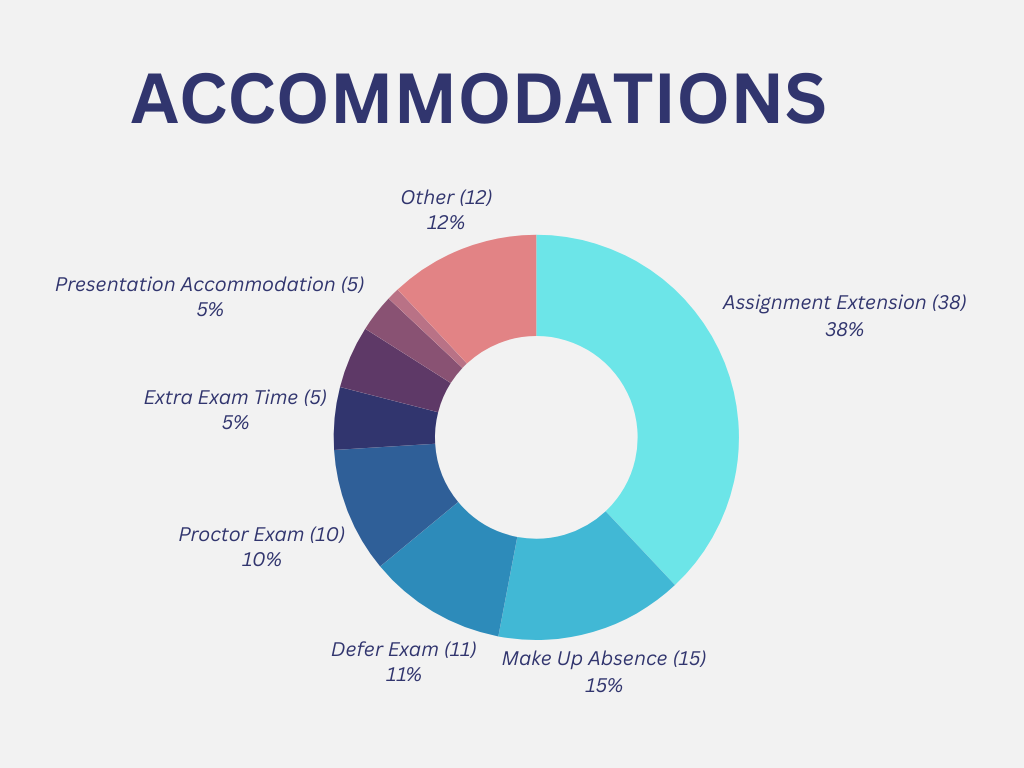 ACCOMMODATIONS
Other (12)
12%
Presentation Accommodation (5)
5%
Assignment Extension (38)
38%
Extra Exam Time (5)
5%
Proctor Exam (10)
10%
Defer Exam (11)
11%
Make Up Absence (15)
15%